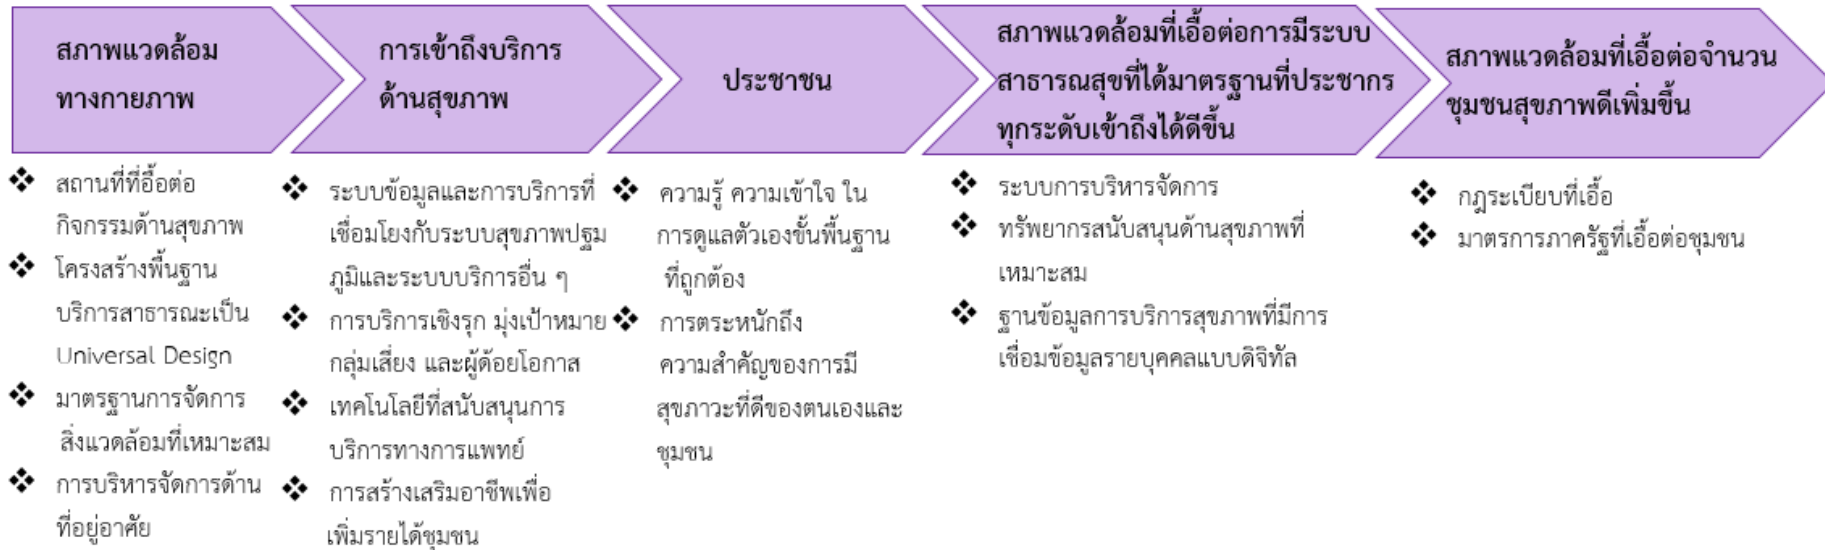 สภาพแวดล้อม
ทางกายภาพ
สถานที่ที่อื้อต่อ
กิจกรรมด้านสุขภาพ
โครงสร้างพื้นฐาน
บริการสาธารณะเป็น
Universal Design
มาตรฐานการจัดการ
สิ่งแวดล้อมที่เหมาะสม
การบริหารจัดการด้าน
ที่อยู่อาศัย
การเข้าถึงบริการ
ด้านสุขภาพ
ระบบข้อมูลและการบริการที่
เชื่อมโยงกับระบบสุขภาพปฐม
ภูมิและระบบบริการอื่น ๆ
การบริการเชิงรุก มุ่งเป้าหมาย
กลุ่มเสี่ยง และผู้ด้อยโอกาส
เทคโนโลยีที่สนับสนุนการ
บริการทางการแพทย์
การสร้างเสริมอาชีพเพื่อ
เพิ่มรายได้ชุมชน
ประชาชน
ความรู้ ความเข้าใจ ใน
การดูแลตัวเองขั้นพื้นฐาน
ที่ถูกต้อง
การตระหนักถึง
ความสำคัญของการมี
สุขภาวะที่ดีของตนเองและ
ชุมชน
สภาพแวดล้อมที่เอื้อต่อการมีระบบ
สาธารณสุขที่ได้มาตรฐานที่ประชากร
ทุกระดับเข้าถึงได้ดีขึ้น
ระบบการบริหารจัดการ
ทรัพยากรสนับสนุนด้านสุขภาพที่
เหมาะสม
ฐานข้อมูลการบริการสุขภาพที่มีการ
เชื่อมข้อมูลรายบุคคลแบบดิจิทัล
สภาพแวดล้อมที่เอื้อต่อจำนวน
ชุมชนสุขภาพดีเพิ่มขึ้น
กฎระเบียบที่เอื้อ
มาตรการภาครัฐที่เอื้อต่อชุมชน